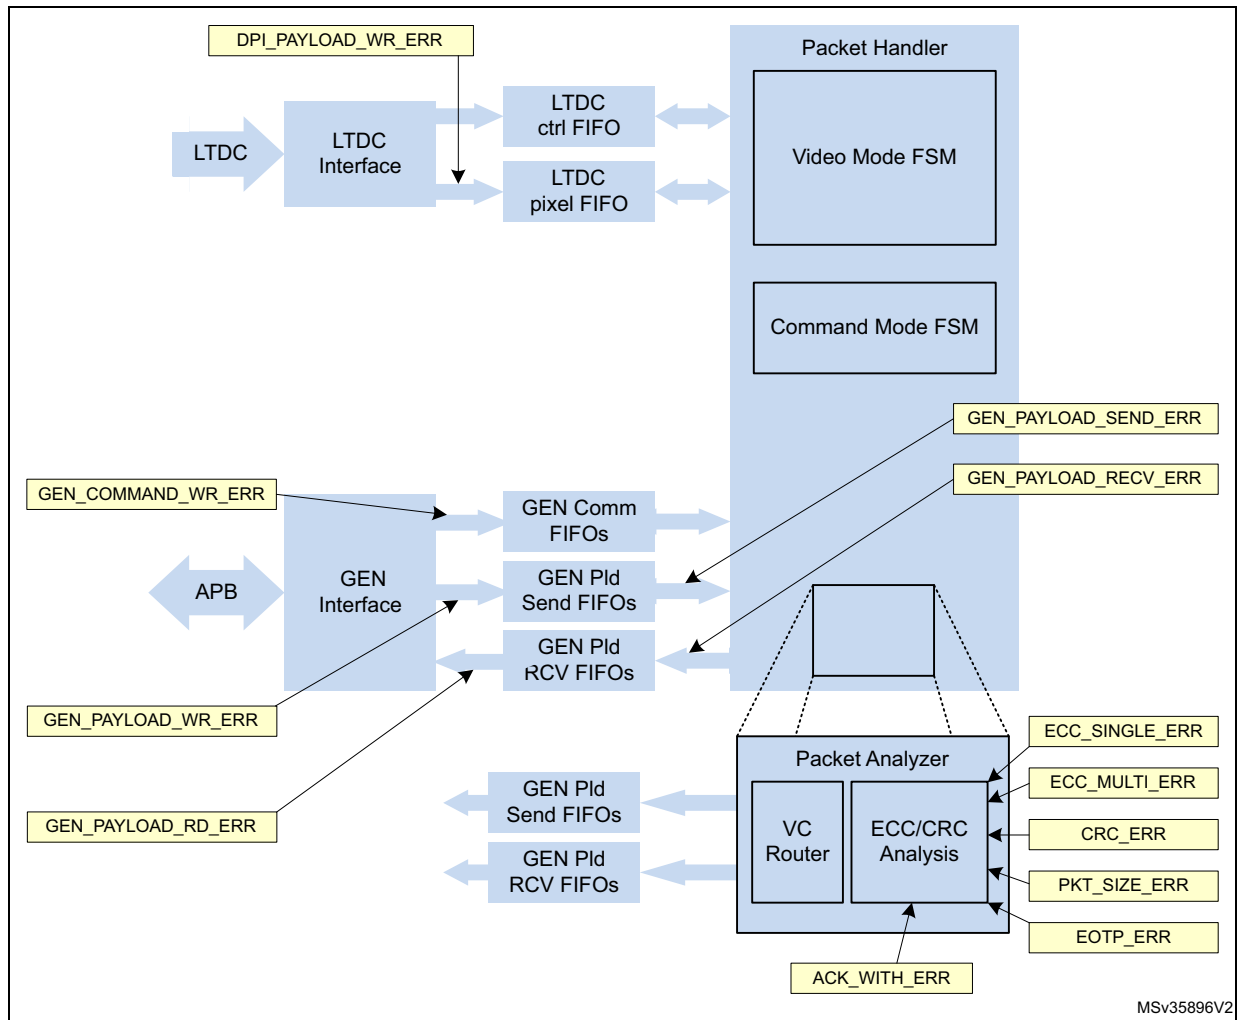 DPI_PAYLOAD_WR_ERR
Packet Handler
LTDC
LTDC
Interface
LTDC
ctrl FIFO
LTDC
pixel FIFO
Video Mode FSM
Command Mode FSM
GEN_PAYLOAD_SEND_ERR
GEN_PAYLOAD_RECV_ERR
GEN_COMMAND_WR_ERR
APB
GEN
Interface
GEN Comm
FIFOs
GEN Pld
Send FIFOs
GEN Pld
RCV FIFOs
GEN_PAYLOAD_WR_ERR
GEN_PAYLOAD_RD_ERR
Packet Analyzer
GEN Pld
Send FIFOs
GEN Pld
RCV FIFOs
VC
Router
ECC/CRC
Analysis
ECC_SINGLE_ERR
ECC_MULTI_ERR
CRC_ERR
PKT_SIZE_ERR
EOTP_ERR
ACK_WITH_ERR
MSv35896V2